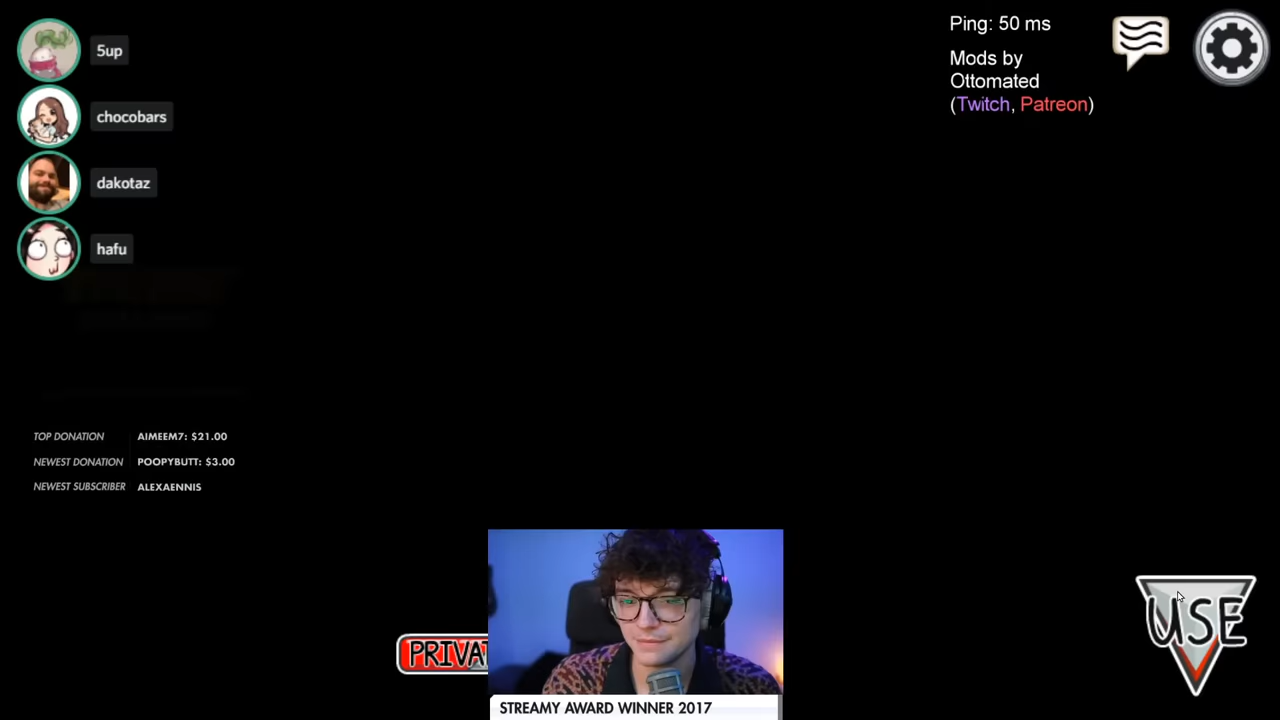 5up
chocobars
dakotaz
hafu
Ping: 50 ms
Mods by
Ottomated
(Twitch, Patreon)
TOP DONATION AIMEEM7: $21.00
NEWEST DONATION POOPYBUTT: $3.00
NEWEST SUBSCRIBER ALEXAENNIS
PRIVA
USE
STREAMY AWARD WINNER 2017